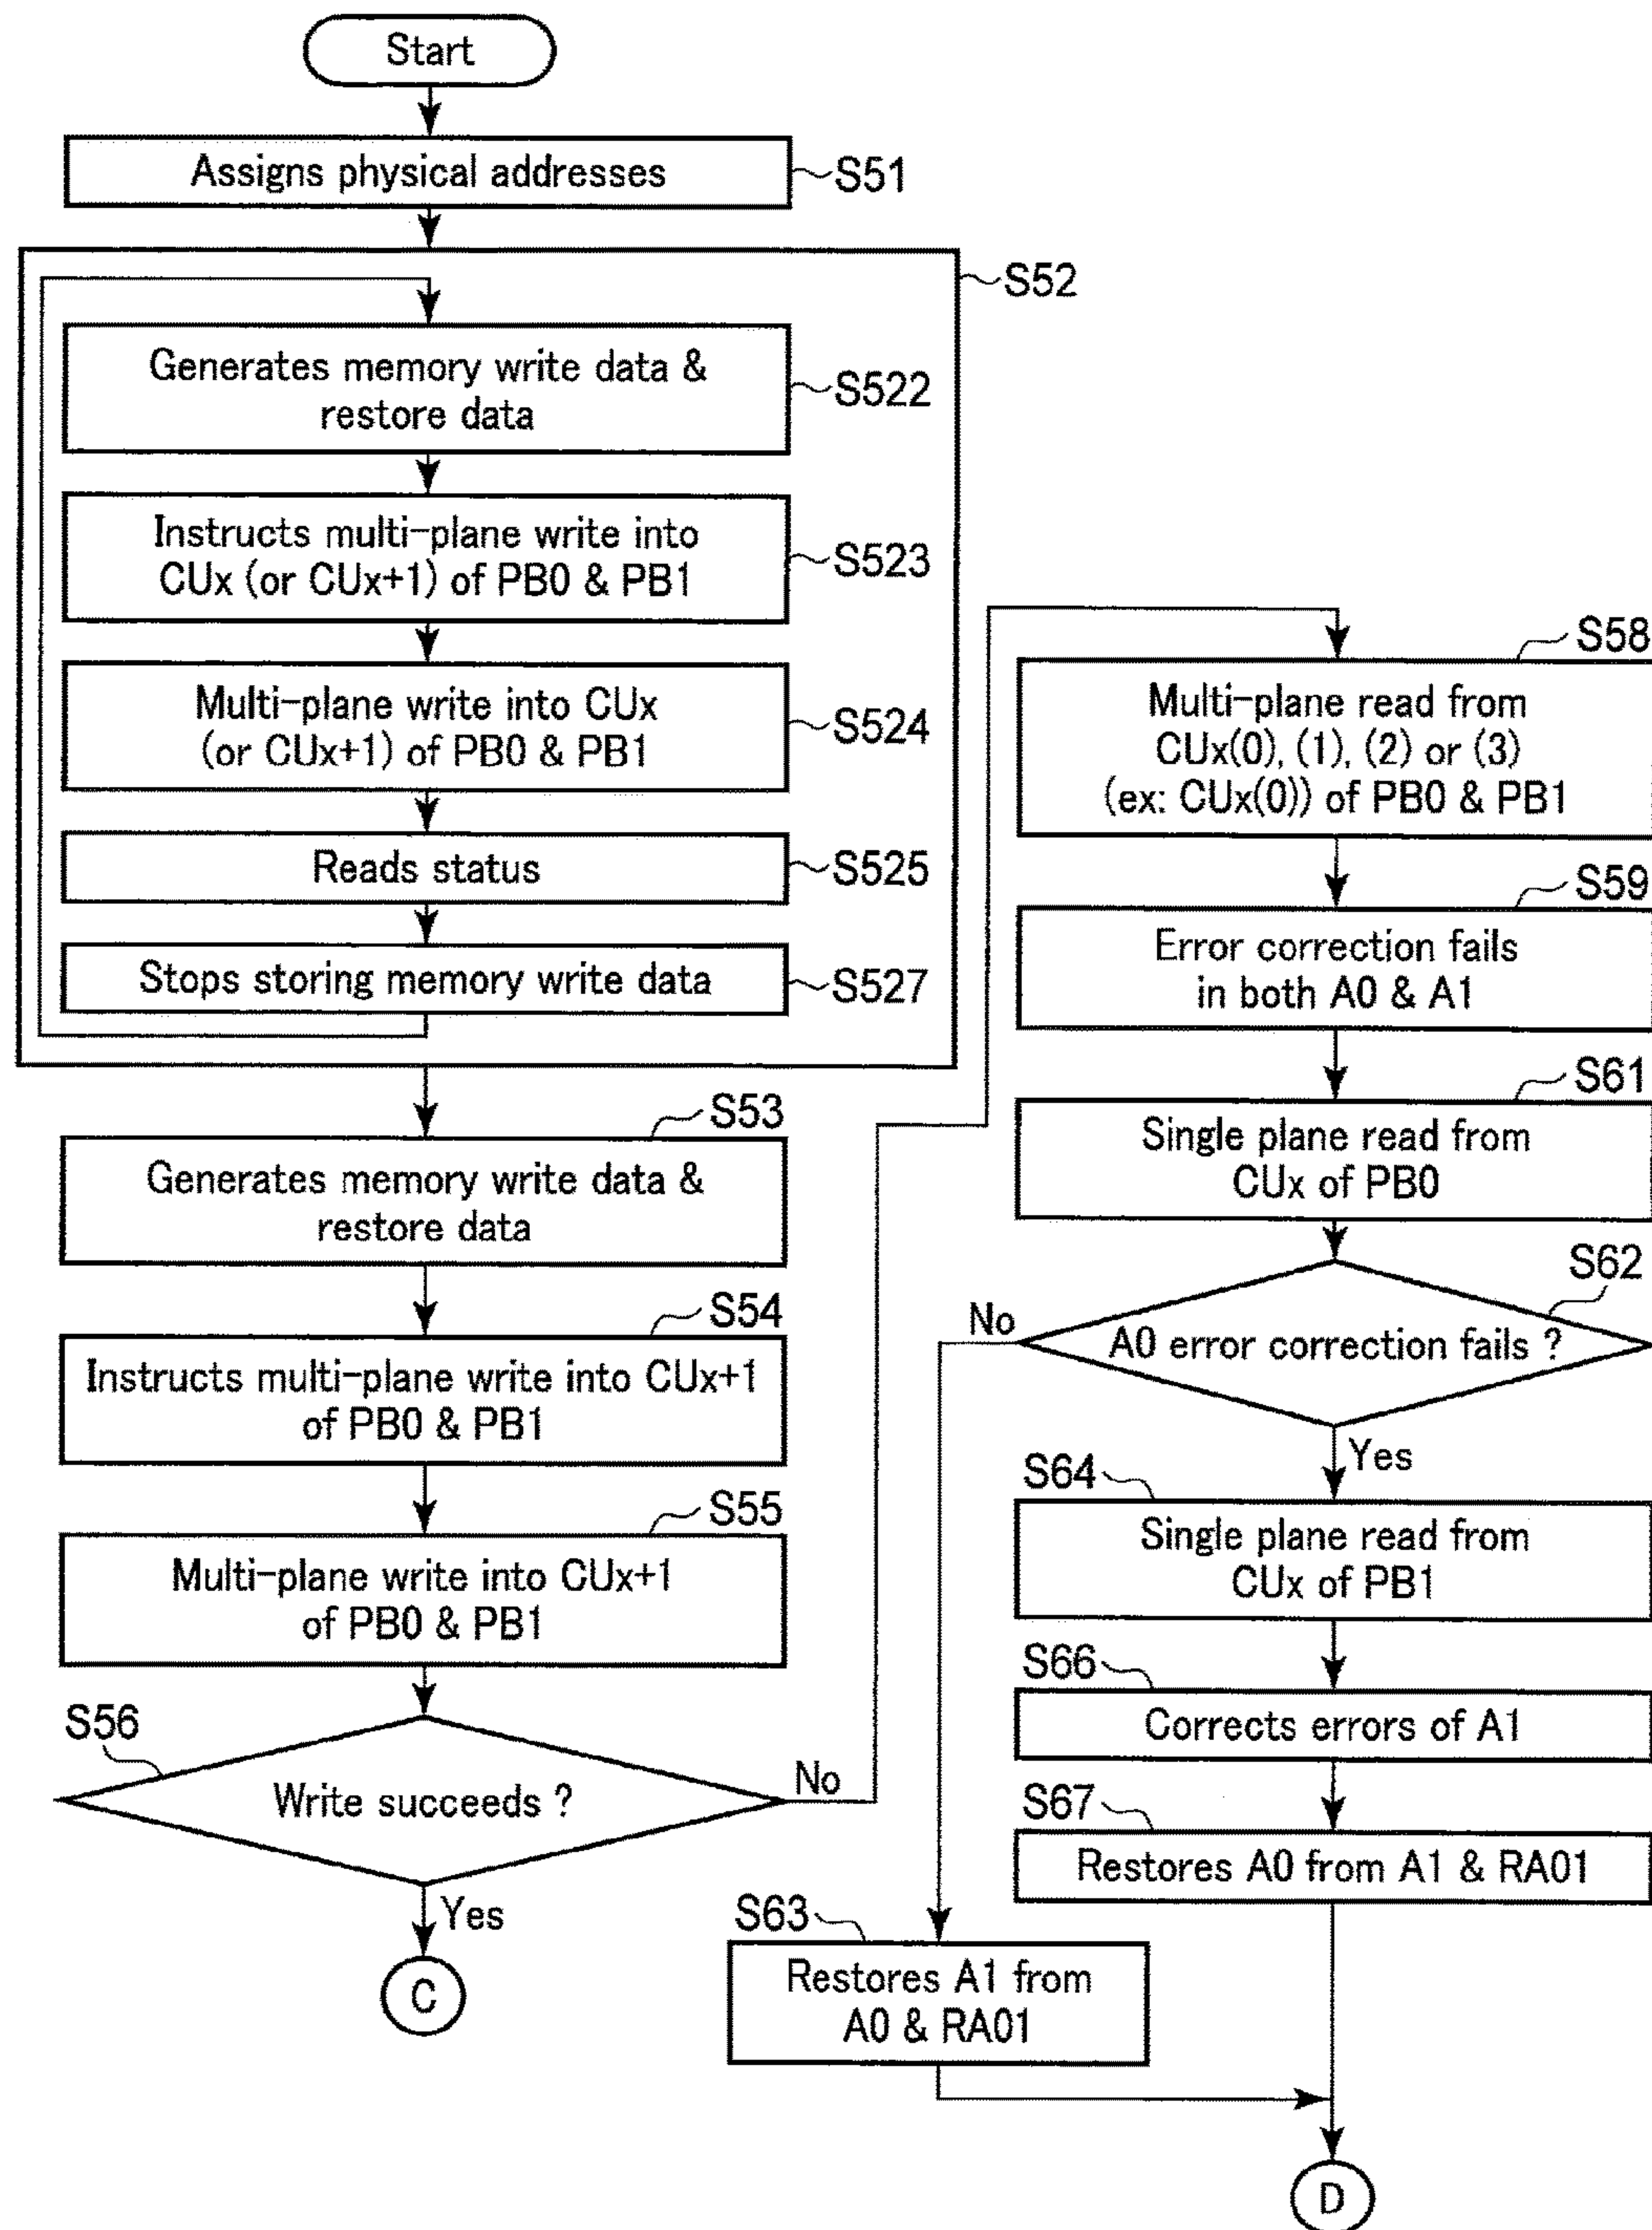 Start
Assigns physical addresses
S51
S52
Generates memory write data &
restore data
S522
Instructs multi-plane write into
CUx (or CUx+1) of PB0 & PB1
S523
Multi-plane write into CUx
(or CUx+1) of PB0 & PB1
S524
Reads status
S525
Stops storing memory write data
S527
S53
Generates memory write data &
restore data
S54
Instructs multi-plane write into CUx+1
of PB0 & PB1
S55
Multi-plane write into CUx+1
of PB0 & PB1
S56
Write succeeds ?
No
Yes
C
S58
Multi-plane read from
CUx(0), (1), (2) or (3)
(ex: CUx(0)) of PB0 & PB1
S59
Error correction fails
in both A0 & A1
S61
Single plane read from
CUx of PB0
S62
A0 error correction fails ?
No
Yes
S64
Single plane read from
CUx of PB1
S66
Corrects errors of A1
S67
Restores A0 from A1 & RA01
S63
Restores A1 from
A0 & RA01
D